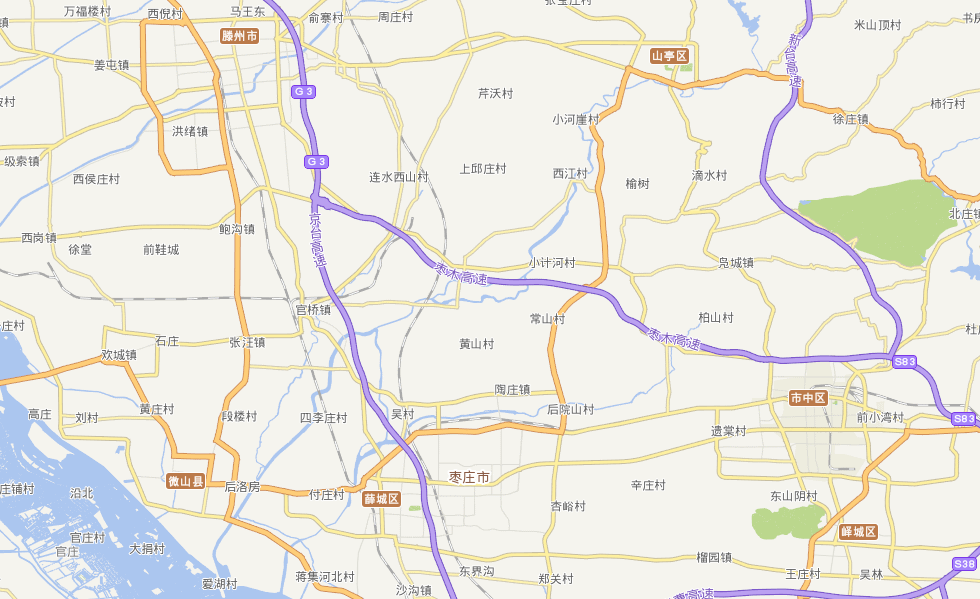 万福楼村
西倪村
马王东
俞寨村
周庄村
滕州市
米山顶村
姜屯镇
山亭区
新台高速
G3
芹沃村
柿行村
洪绪镇
小河崖村
徐庄镇
级索镇
G3
西侯庄村
连水西山村
上邱庄村
西江村
榆树
滴水村
北庄镇
西岗镇
徐堂
前鞋城
鲍沟镇
京台高速
枣木高速
小计河村
凫城镇
官桥镇
常山村
柏山村
庄村
石庄
张汪镇
黄山村
枣木高速
欢城镇
S83
陶庄镇
市中区
高庄
刘村
黄庄村
段楼村
四李庄村
吴村
后院山村
前小湾村
S83
遗棠村
微山县
后洛房
付庄村
薛城区
枣庄市
辛庄村
庄铺村
沿北
东山阴村
杏峪村
官庄村
官庄
大捐村
峄城区
榴园镇
S38
爱湖村
蒋集河北村
沙沟镇
东界沟
郑关村
王庄村
吴林
高速